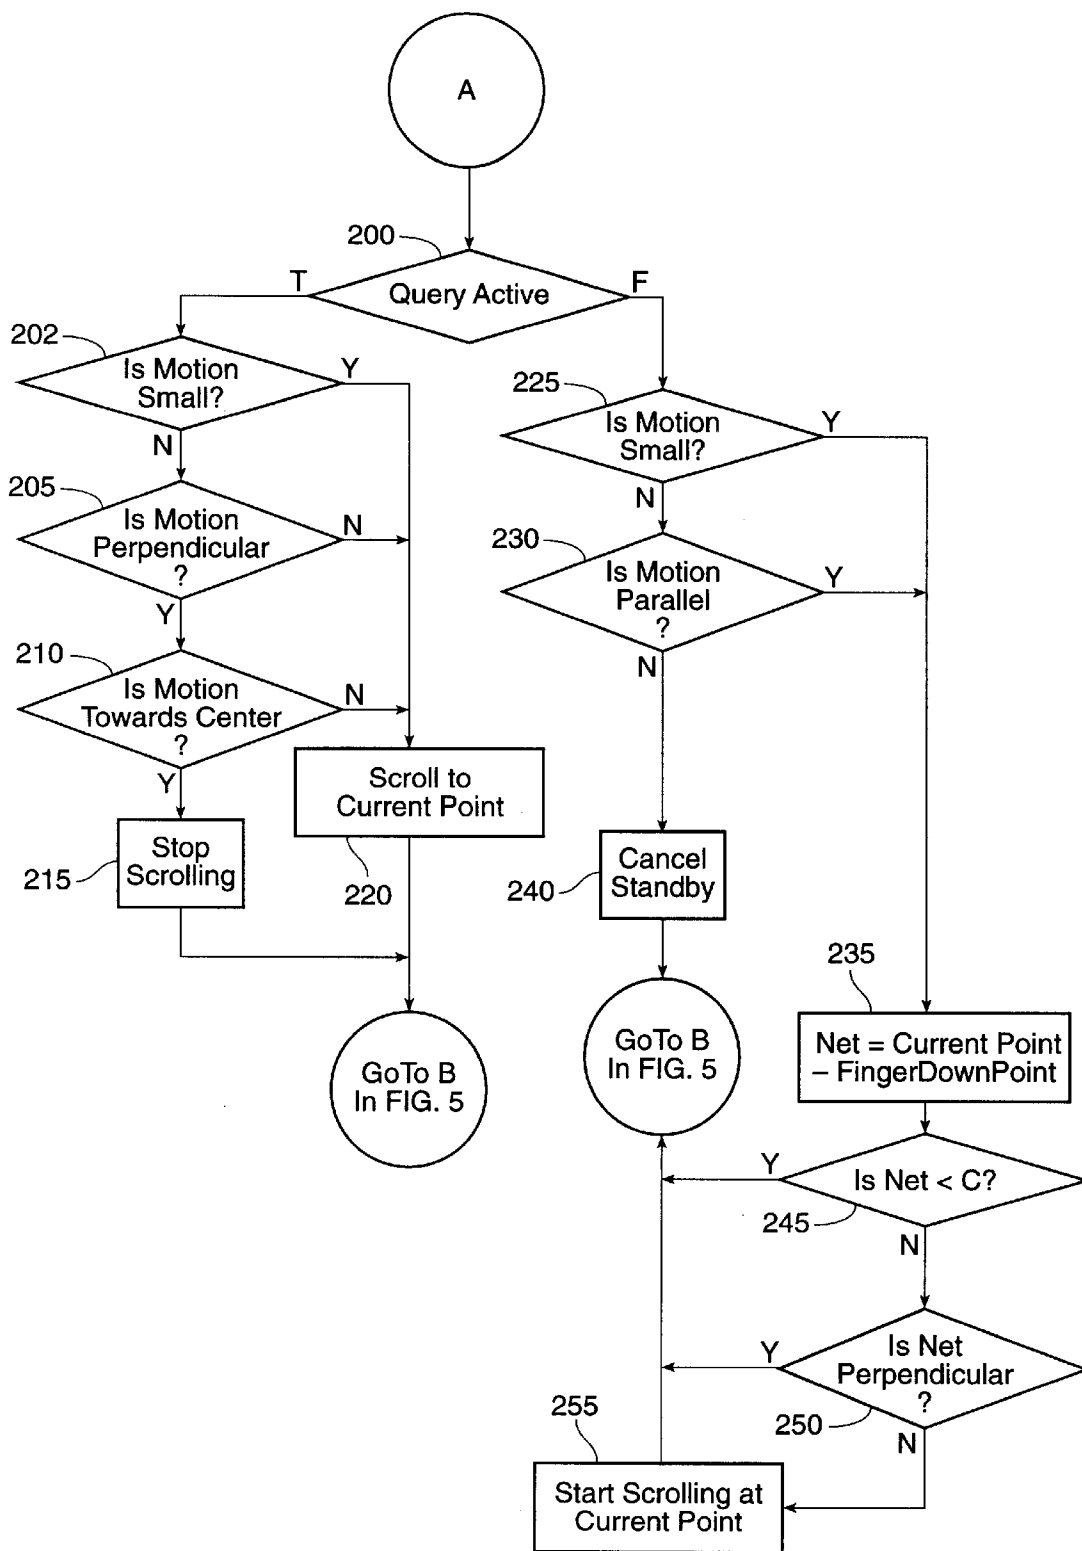 A
200
T
F
Query Active
202
Is Motion
Small?
Y
N
225
Is Motion
Small?
Y
N
205
Is Motion
Perpendicular
?
N
Y
230
Is Motion
Parallel
?
Y
N
210
Is Motion
Towards Center
?
N
Y
Scroll to
Current Point
220
Stop
Scrolling
215
Cancel
Standby
240
235
Net = Current Point
– FingerDownPoint
GoTo B
In FIG. 5
GoTo B
In FIG. 5
Y
Is Net < C?
245
N
Y
Is Net
Perpendicular
?
250
N
255
Start Scrolling at
Current Point